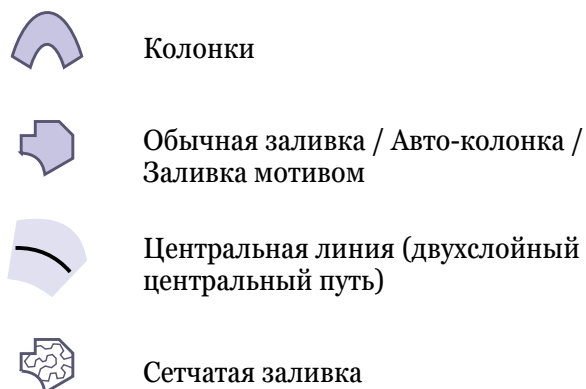 Колонки
Обычная заливка / Авто-колонка /
Заливка мотивом
Центральная линия (двухслойный
центральный путь)
Сетчатая заливка